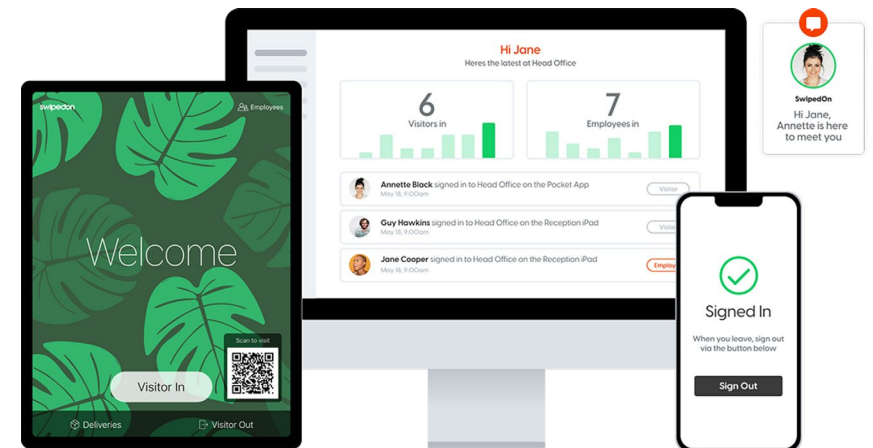 swipedon
Employees
Welcome
Scan to visit
Visitor In
Deliveries
Visitor Out
Hi Jane
Heres the latest at Head Office
6
Visitors in
7
Employees in
Annette Black signed in to Head Office on the Pocket App
May 18, 9:00am
Visitor
Guy Hawkins signed in to Head Office on the Reception iPad
May 18, 9:00am
Visito
Jane Cooper signed in to Head Office on the Reception iPad
May 18, 9:00am
Employ
SwipedOn
Hi Jane,
Annette is here
to meet you
Signed In
When you leave, sign out
via the button below
Sign Out